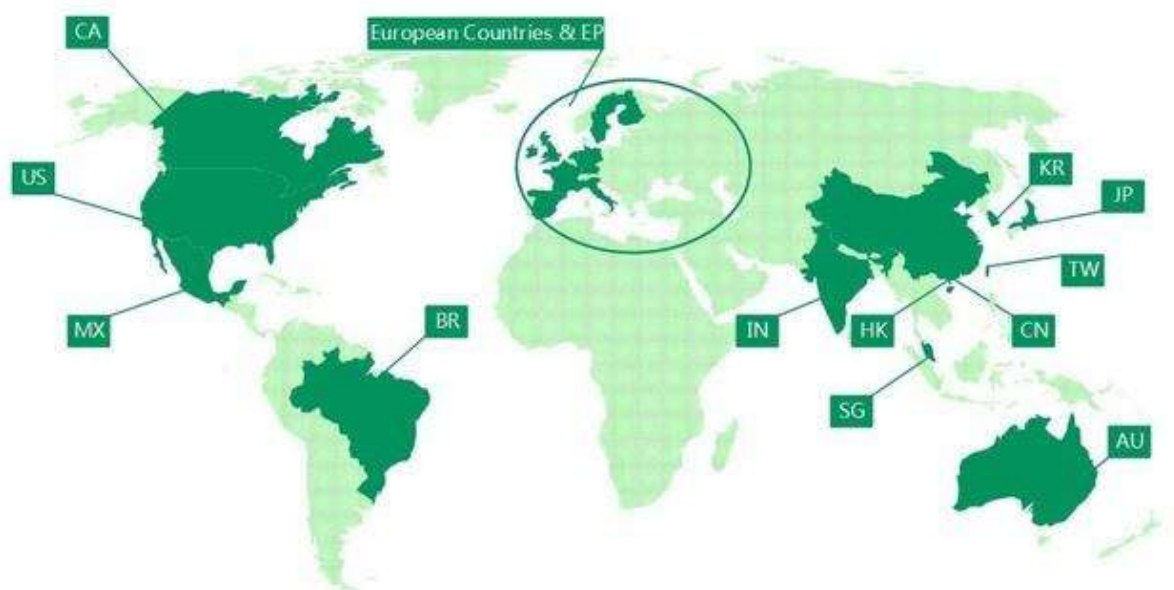 CA
European Countries & EP
US
KR
JP
TW
MX
BR
IN
HK
CN
SG
AU